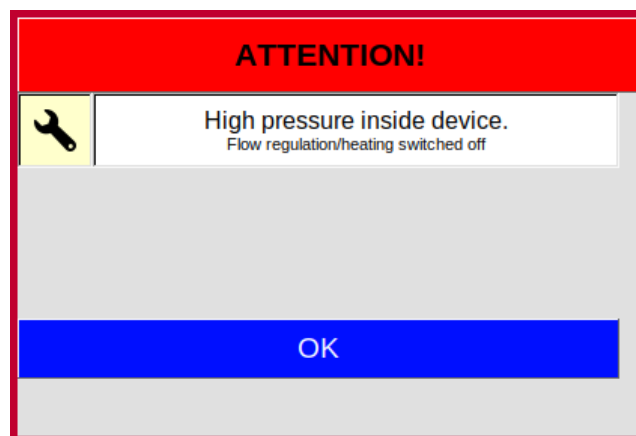 ATTENTION!
High pressure inside device.
Flow regulation/heating switched off
OK